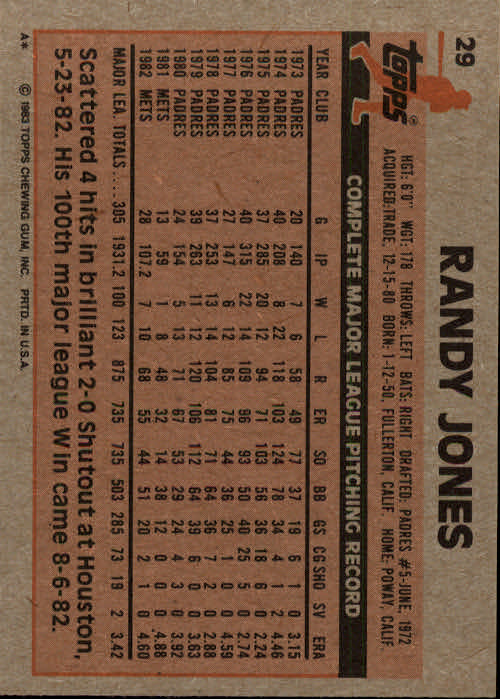 29
RANDY JONES
topps®
HGT: 6'0" WGT: 178 THROWS: LEFT BATS: RIGHT DRAFTED: PADRES #5-JUNE, 1972
ACQUIRED: TRADE, 12-15-80 BORN: 1-12-50, FULLERTON, CALIF. HOME: POWAY, CALIF
COMPLETE MAJOR LEAGUE PITCHING RECORD
YEAR CLUB G IP W L R ER SO BB GS CG SHO SV ERA
1973 PADRES 20 140 7 6 58 49 77 37 19 6 1 0 3.15
1974 PADRES 40 208 8 22 118 103 124 78 34 4 1 2 4.46
1975 PADRES 37 285 20 12 94 71 103 56 36 18 6 0 2.24
1976 PADRES 40 315 22 14 109 96 93 50 40 25 5 0 2.74
1977 PADRES 27 147 6 12 85 75 44 36 25 1 0 0 4.59
1978 PADRES 37 253 13 14 104 81 71 64 36 7 2 0 2.88
1979 PADRES 39 263 11 12 120 106 112 64 39 6 0 0 3.63
1980 PADRES 24 154 5 13 71 67 53 29 24 4 3 0 3.92
1981 METS 13 59 1 8 48 32 14 38 12 0 0 0 4.88
1982 METS 28 107.2 7 10 68 55 44 51 20 2 1 0 4.60
MAJOR LEA. TOTALS .... 305 1931.2 100 123 875 735 735 503 285 73 19 2 3.42
Scattered 4 hits in brilliant 2-0 Shutout at Houston,
5-23-82. His 100th major league Win came 8-6-82.
A* © 1983 TOPPS CHEWING GUM, INC. PRTD. IN U.S.A.